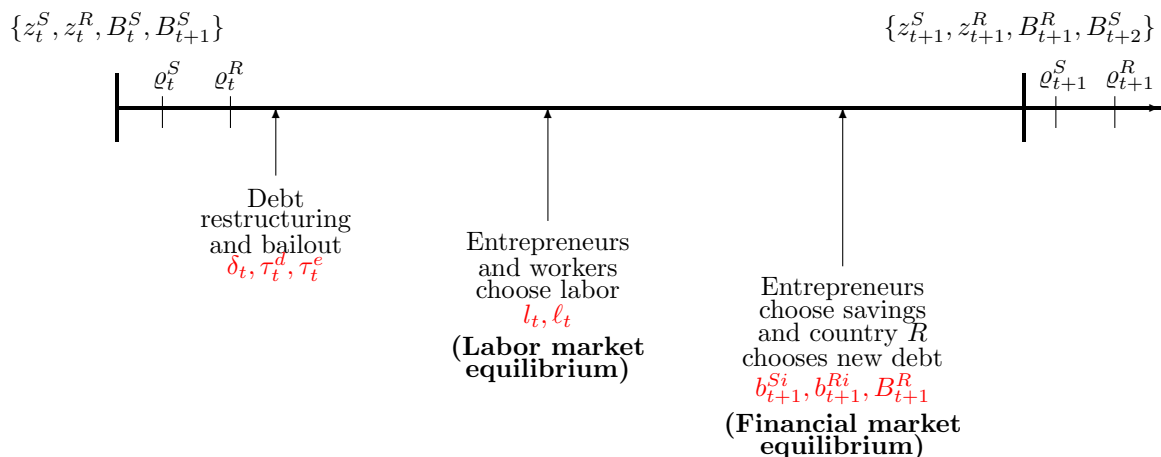 {z_t^S, z_t^R, B_t^S, B_{t+1}^S}
{z_{t+1}^S, z_{t+1}^R, B_{t+1}^R, B_{t+2}^S}
ϱ_t^S ϱ_t^R
ϱ_{t+1}^S ϱ_{t+1}^R
Debt
restructuring
and bailout
δ_t, τ_t^d, τ_t^e
Entrepreneurs
and workers
choose labor
l_t, ℓ_t
(Labor market
equilibrium)
Entrepreneurs
choose savings
and country R
chooses new debt
b_{t+1}^{Si}, b_{t+1}^{Ri}, B_{t+1}^R
(Financial market
equilibrium)